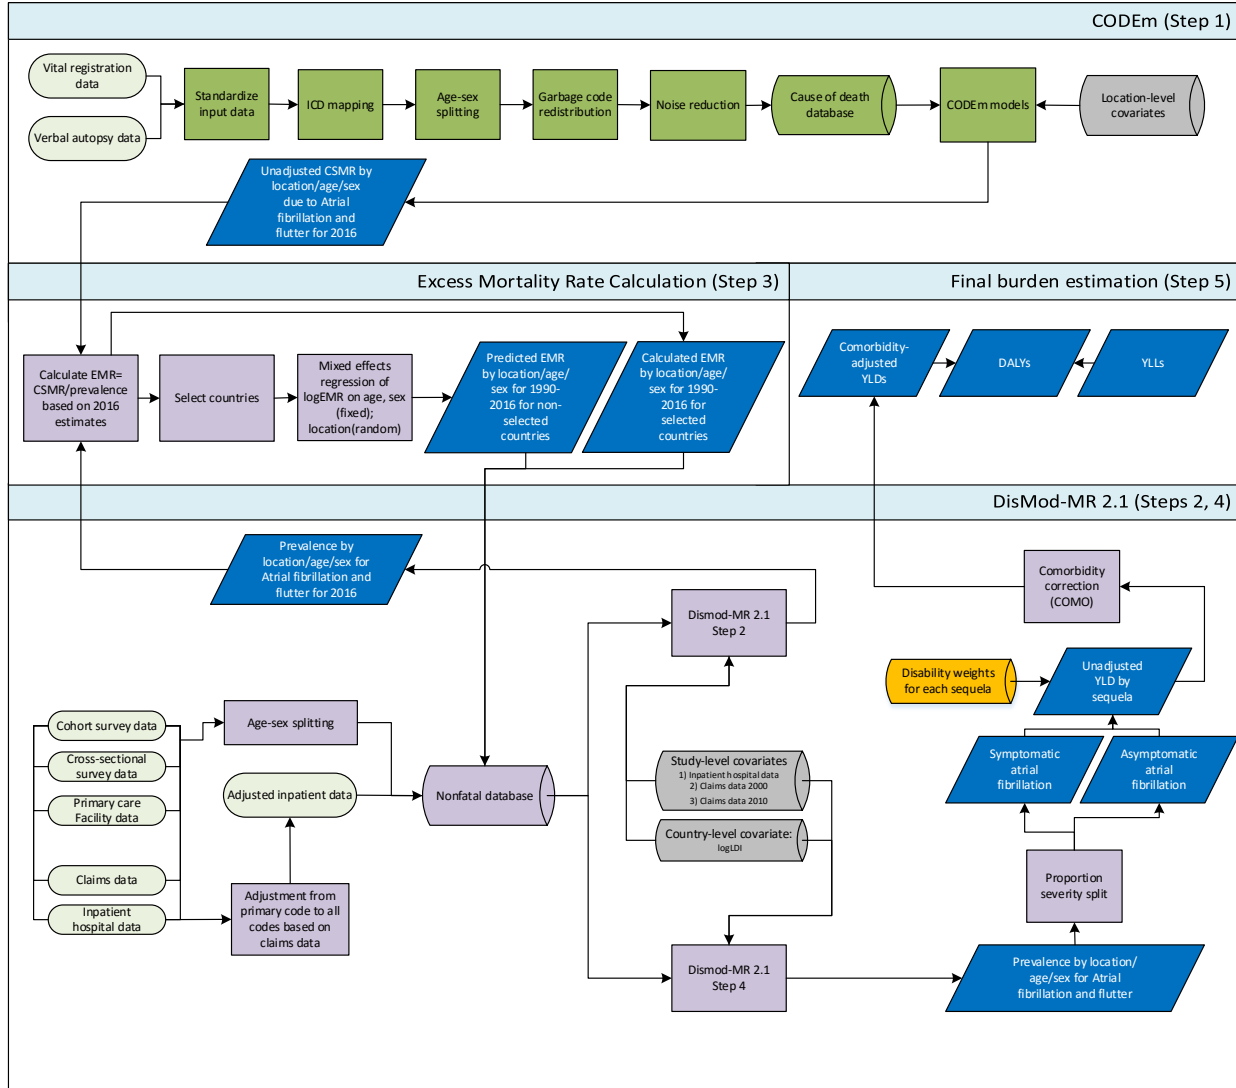 CODEm (Step 1)
Vital registration
data
Verbal autopsy data
Standardize
input data
ICD mapping
Age-sex
splitting
Garbage code
redistribution
Noise reduction
Cause of death
database
CODEm models
Location-level
covariates
Unadjusted CSMR by
location/age/sex
due to Atrial
fibrillation and
flutter for 2016
Excess Mortality Rate Calculation (Step 3)
Calculate EMR=
CSMR/prevalence
based on 2016
estimates
Select countries
Mixed effects
regression of
logEMR on age, sex
(fixed);
location(random)
Predicted EMR
by location/age/
sex for 1990-
2016 for non-
selected
countries
Calculated EMR
by location/age/
sex for 1990-
2016 for
selected
countries
Final burden estimation (Step 5)
Comorbidity-
adjusted
YLDs
DALYs
YLLs
DisMod-MR 2.1 (Steps 2, 4)
Prevalence by
location/age/sex for
Atrial fibrillation and
flutter for 2016
Cohort survey data
Cross-sectional
survey data
Primary care
Facility data
Claims data
Inpatient
hospital data
Age-sex splitting
Adjusted inpatient data
Adjustment from
primary code to all
codes based on
claims data
Nonfatal database
Dismod-MR 2.1
Step 2
Study-level covariates
1) Inpatient hospital data
2) Claims data 2000
3) Claims data 2010
Country-level covariate:
logLDI
Dismod-MR 2.1
Step 4
Comorbidity
correction
(COMO)
Disability weights
for each sequela
Unadjusted
YLD by
sequela
Symptomatic
atrial
fibrillation
Asymptomatic
atrial
fibrillation
Proportion
severity split
Prevalence by location/
age/sex for Atrial
fibrillation and flutter